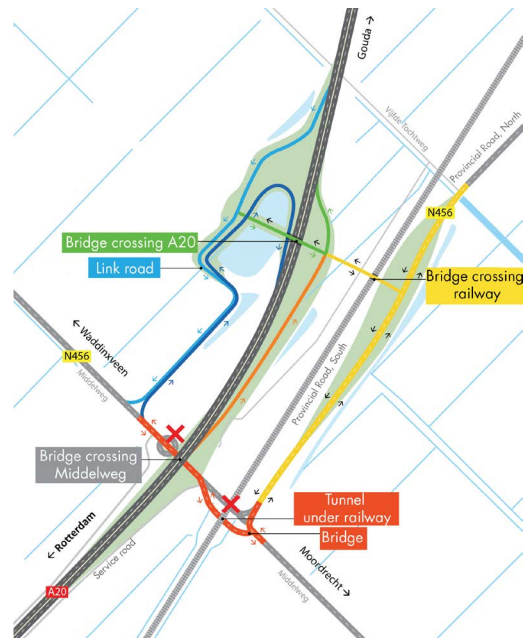 Gouda →
Vijfde Tochtweg
Provincial Road, North
N456
Bridge crossing A20
Link road
Bridge crossing
railway
← Waddinxveen
N456
Middelweg
Provincial Road, South
Bridge crossing
Middelweg
Tunnel
under railway
← Rotterdam
Bridge
Service road
Moordrecht →
Middelweg
A20